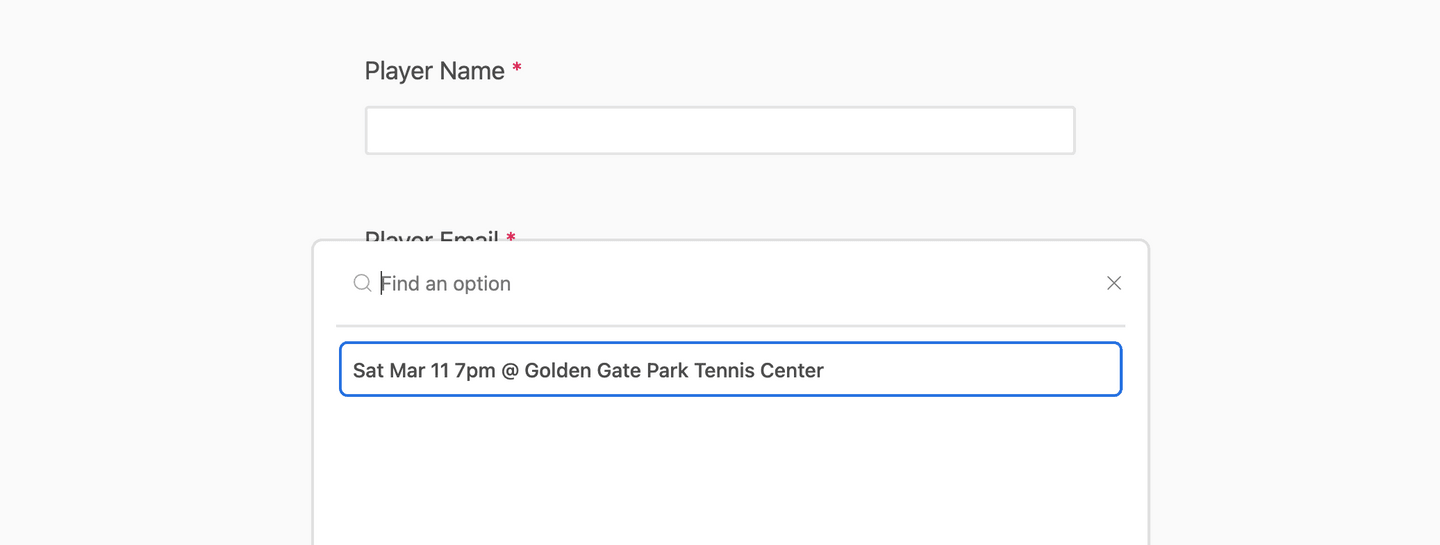 Player Name *
Player Email *
Find an option
Sat Mar 11 7pm @ Golden Gate Park Tennis Center